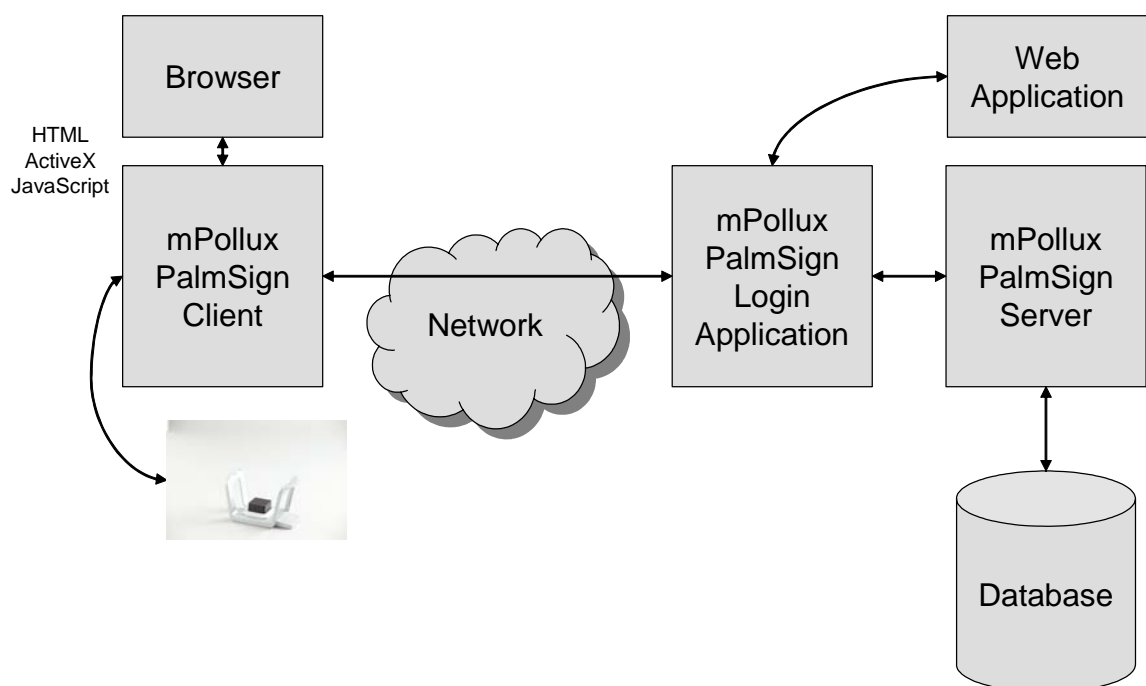 Browser
Web
Application
HTML
ActiveX
JavaScript
mPollux
PalmSign
Client
Network
mPollux
PalmSign
Login
Application
mPollux
PalmSign
Server
Database